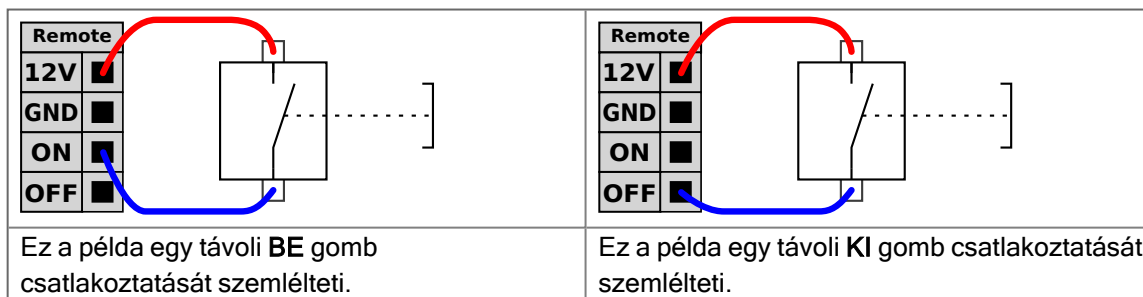 Remote
12V
GND
ON
OFF
Remote
12V
GND
ON
OFF
Ez a példa egy távoli BE gomb
csatlakoztatását szemlélteti.
Ez a példa egy távoli KI gomb csatlakoztatását
szemlélteti.